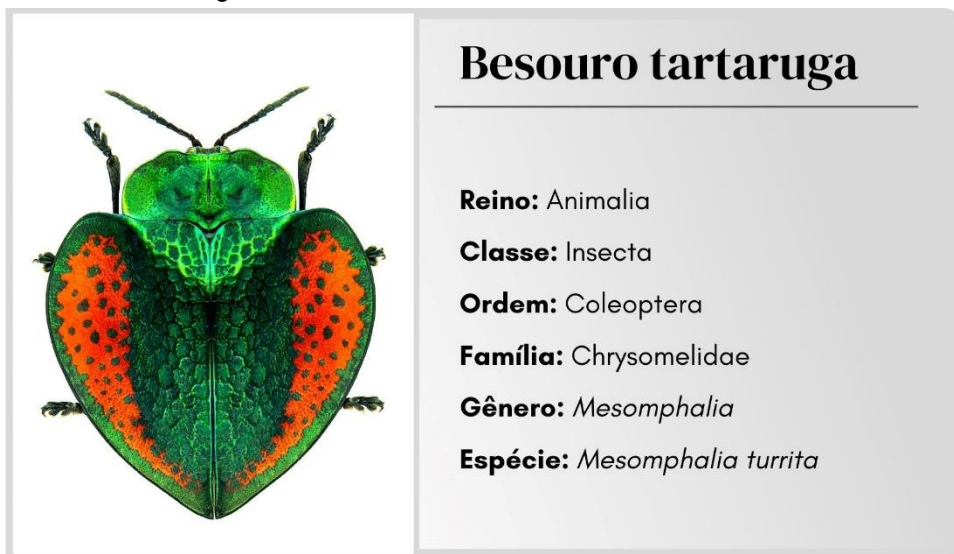 Besouro tartaruga
Reino: Animalia
Classe: Insecta
Ordem: Coleoptera
Família: Chrysomelidae
Gênero: Mesomphalia
Espécie: Mesomphalia turrita